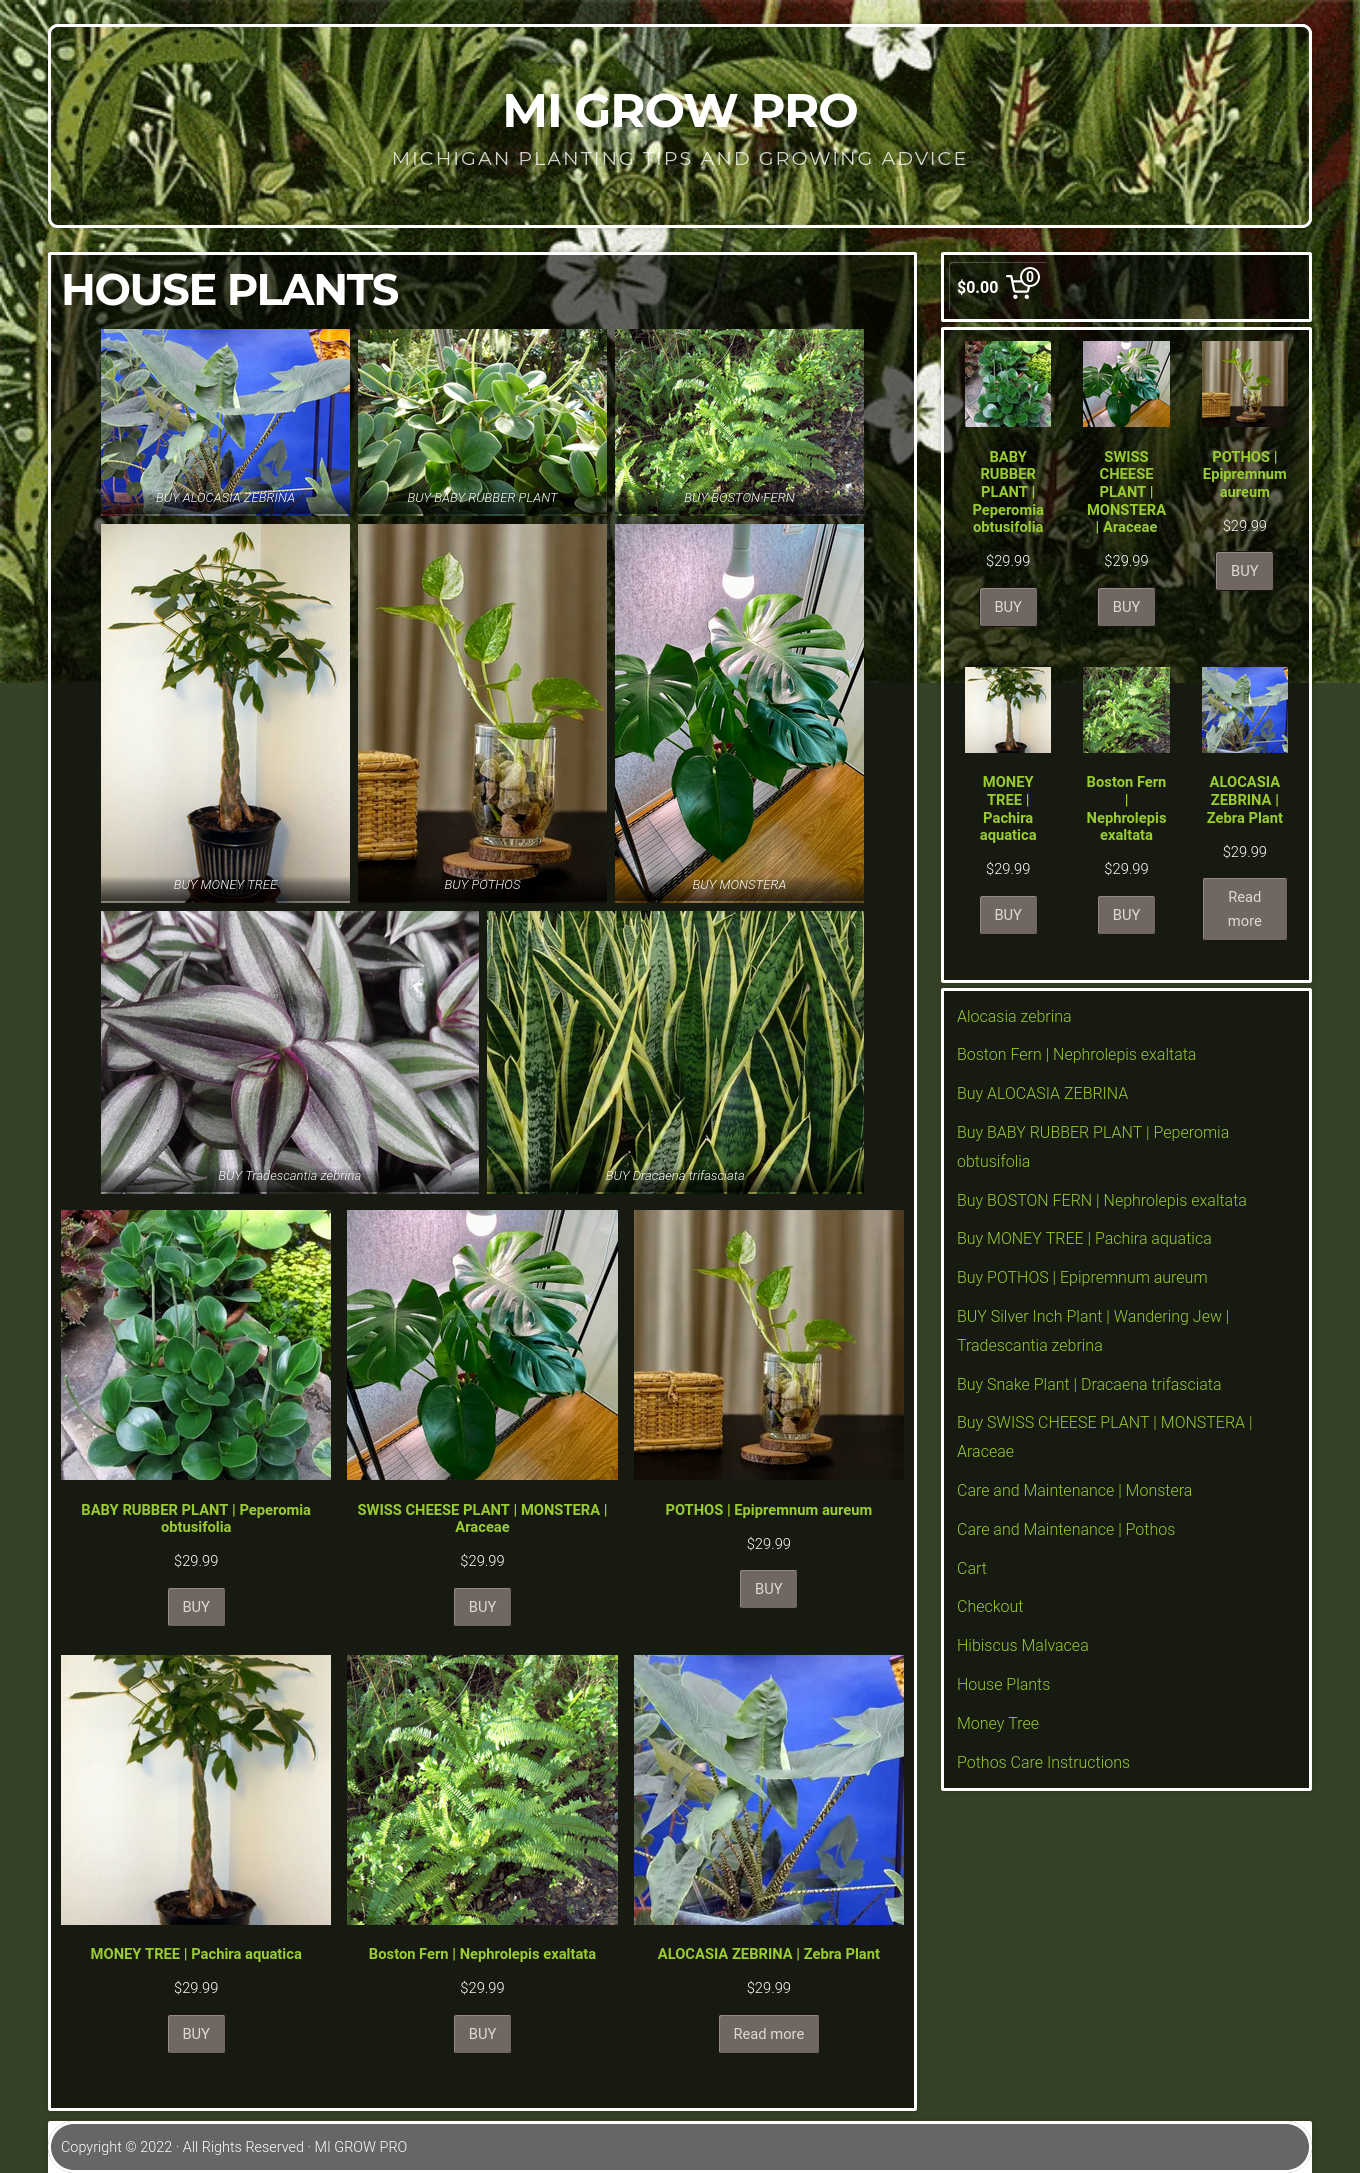 MI GROW PRO
MICHIGAN PLANTING TIPS AND GROWING ADVICE
HOUSE PLANTS
BUY ALOCASIA ZEBRINA
BUY BABY RUBBER PLANT
BUY BOSTON FERN
BUY MONEY TREE
BUY POTHOS
BUY MONSTERA
BUY Tradescantia zebrina
BUY Dracaena trifasciata
BABY RUBBER PLANT | Peperomia
obtusifolia
$29.99
BUY
SWISS CHEESE PLANT | MONSTERA |
Araceae
$29.99
BUY
POTHOS | Epipremnum aureum
$29.99
BUY
MONEY TREE | Pachira aquatica
$29.99
BUY
Boston Fern | Nephrolepis exaltata
$29.99
BUY
ALOCASIA ZEBRINA | Zebra Plant
$29.99
Read more
$0.00
0
BABY
RUBBER
PLANT |
Peperomia
obtusifolia
$29.99
BUY
SWISS
CHEESE
PLANT |
MONSTERA
| Araceae
$29.99
BUY
POTHOS |
Epipremnum
aureum
$29.99
BUY
MONEY
TREE |
Pachira
aquatica
$29.99
BUY
Boston Fern
|
Nephrolepis
exaltata
$29.99
BUY
ALOCASIA
ZEBRINA |
Zebra Plant
$29.99
Read
more
Alocasia zebrina
Boston Fern | Nephrolepis exaltata
Buy ALOCASIA ZEBRINA
Buy BABY RUBBER PLANT | Peperomia
obtusifolia
Buy BOSTON FERN | Nephrolepis exaltata
Buy MONEY TREE | Pachira aquatica
Buy POTHOS | Epipremnum aureum
BUY Silver Inch Plant | Wandering Jew |
Tradescantia zebrina
Buy Snake Plant | Dracaena trifasciata
Buy SWISS CHEESE PLANT | MONSTERA |
Araceae
Care and Maintenance | Monstera
Care and Maintenance | Pothos
Cart
Checkout
Hibiscus Malvacea
House Plants
Money Tree
Pothos Care Instructions
Copyright © 2022 · All Rights Reserved · MI GROW PRO